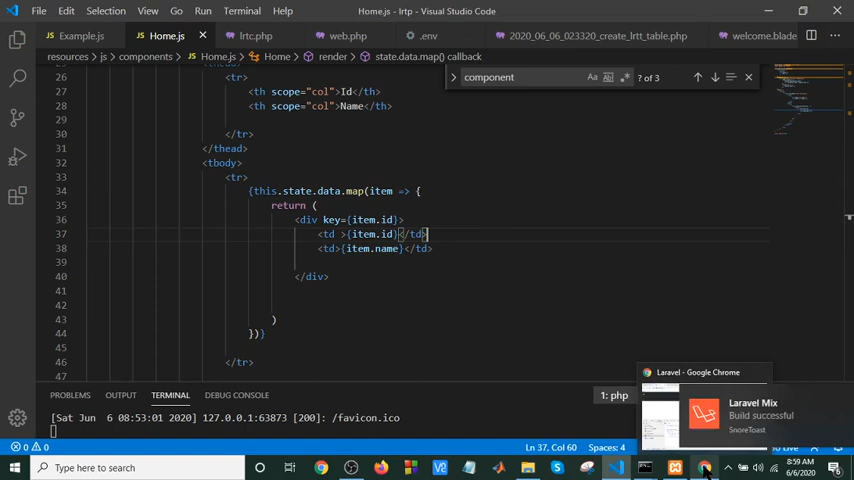 File Edit Selection View Go Run Terminal Help Home.js - lrtp - Visual Studio Code
Example.js Home.js lrtc.php web.php .env 2020_06_06_023320_create_lrtt_table.php welcome.blade
resources > js > components > Home.js > Home > render > state.data.map() callback
component Aa ? of 3
25 <thead>
26 <tr>
27 <th scope="col">Id</th>
28 <th scope="col">Name</th>
29
30 </tr>
31 </thead>
32 <tbody>
33 <tr>
34 {this.state.data.map(item => {
35 return (
36 <div key={item.id}>
37 <td >{item.id}</td>
38 <td>{item.name}</td>
39
40 </div>
41
42
43 )
44 })}
45
46 </tr>
47
PROBLEMS OUTPUT TERMINAL DEBUG CONSOLE 1: php
[Sat Jun 6 08:53:01 2020] 127.0.0.1:63873 [200]: /favicon.ico
Laravel - Google Chrome
Laravel Mix
Build successful
SnoreToast
0 0 Ln 37, Col 60 Spaces: 4 Live
Type here to search
8:59 AM
6/6/2020